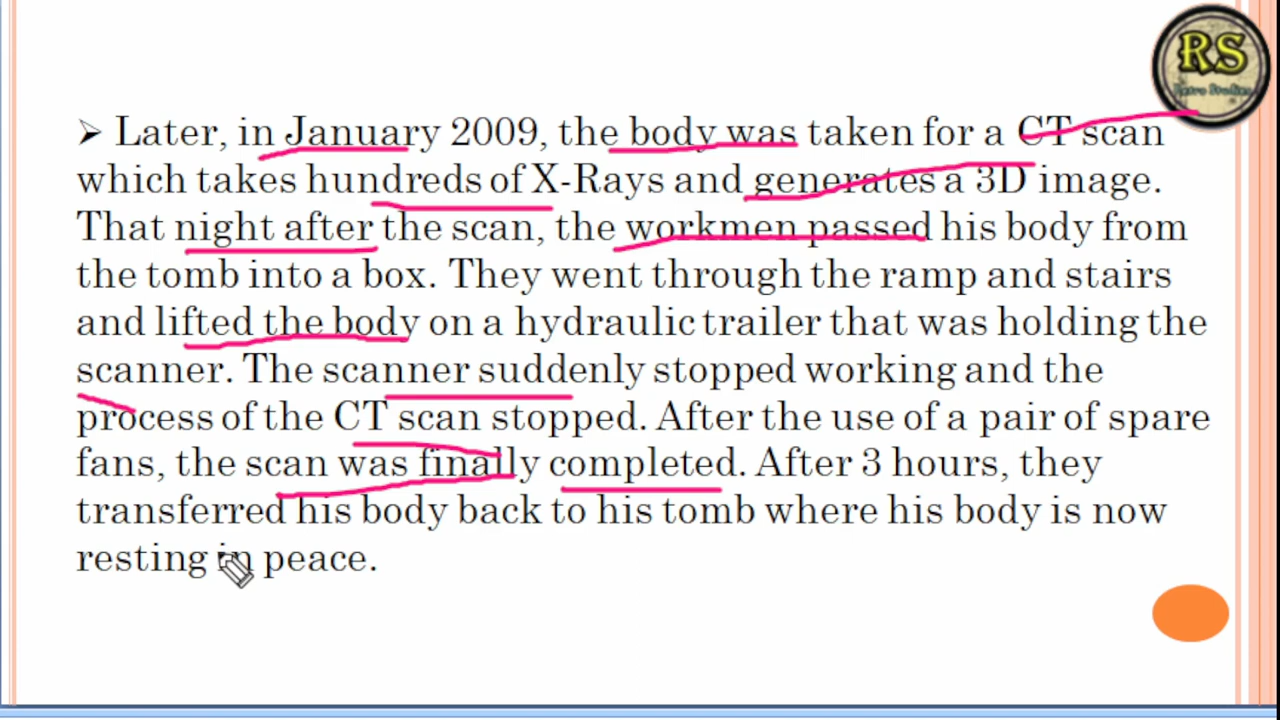 RS
Retro Studies
➢ Later, in January 2009, the body was taken for a CT scan
which takes hundreds of X-Rays and generates a 3D image.
That night after the scan, the workmen passed his body from
the tomb into a box. They went through the ramp and stairs
and lifted the body on a hydraulic trailer that was holding the
scanner. The scanner suddenly stopped working and the
process of the CT scan stopped. After the use of a pair of spare
fans, the scan was finally completed. After 3 hours, they
transferred his body back to his tomb where his body is now
resting in peace.